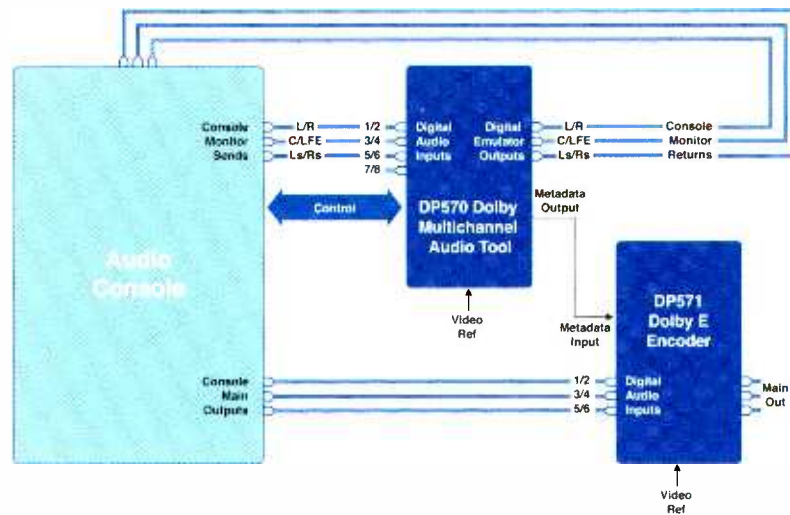 Console L/R 1/2 Digital Digital L/R Console
Monitor C/LFE 3/4 Audio Emulator C/LFE Monitor
Sends Ls/Rs 5/6 Inputs Outputs Ls/Rs Returns
7/8
Control
DP570 Dolby
Multichannel
Audio Tool
Metadata
Output
Audio
Console
DP571
Dolby E
Encoder
Video
Ref
Metadata
Input
Console 1/2 Digital
Main 3/4 Audio Main
Outputs 5/6 Inputs Out
Video
Ref